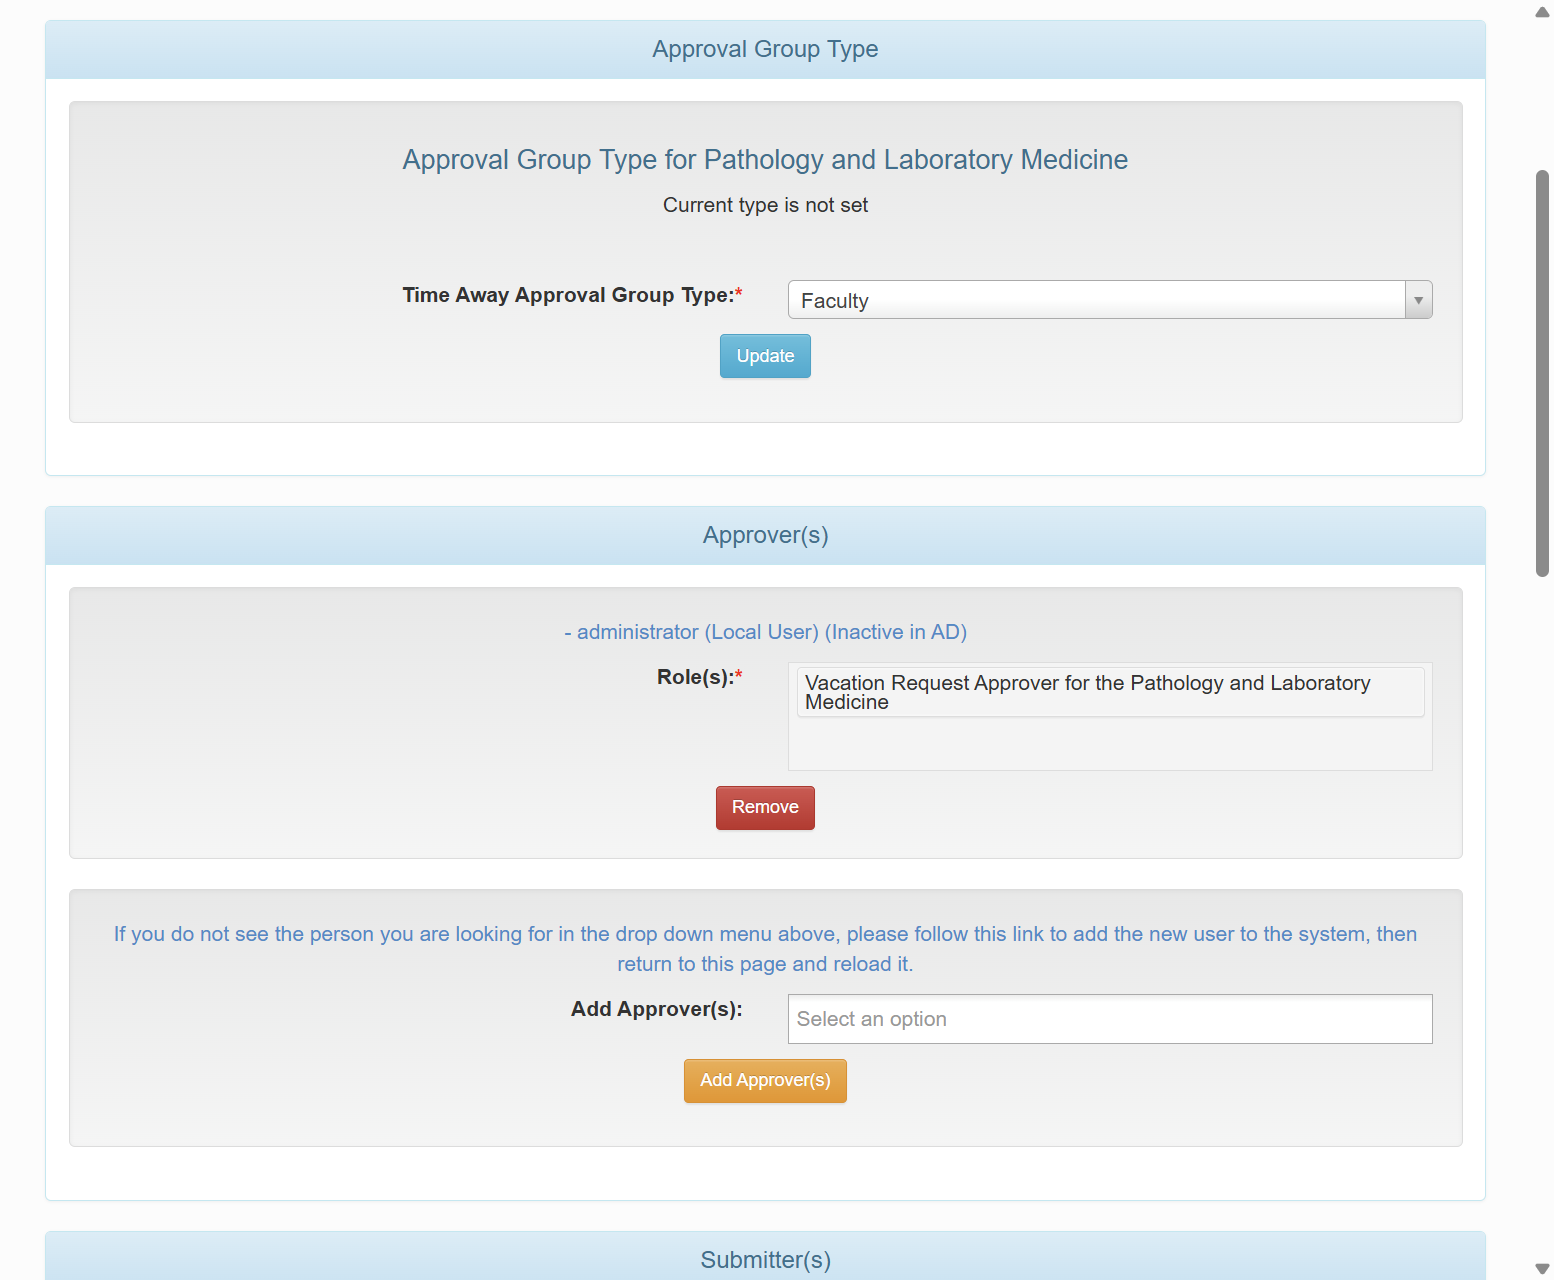 Approval Group Type
Approval Group Type for Pathology and Laboratory Medicine
Current type is not set
Time Away Approval Group Type:*
Faculty
Update
Approver(s)
- administrator (Local User) (Inactive in AD)
Role(s):*
Vacation Request Approver for the Pathology and Laboratory
Medicine
Remove
If you do not see the person you are looking for in the drop down menu above, please follow this link to add the new user to the system, then
return to this page and reload it.
Add Approver(s):
Select an option
Add Approver(s)
Submitter(s)